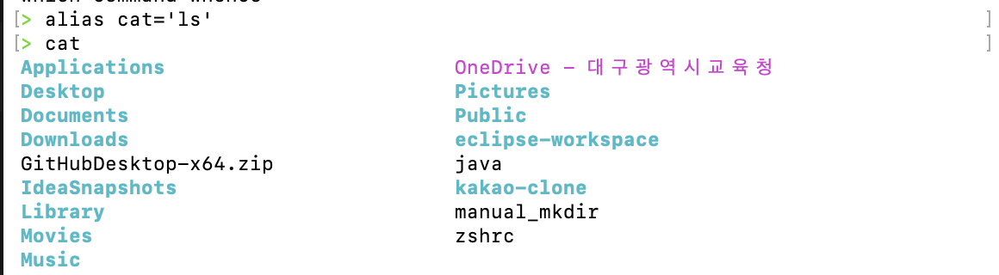 [> alias cat='ls' ]
[> cat ]
Applications OneDrive - 대구광역시교육청
Desktop Pictures
Documents Public
Downloads eclipse-workspace
GitHubDesktop-x64.zip java
IdeaSnapshots kakao-clone
Library manual_mkdir
Movies zshrc
Music